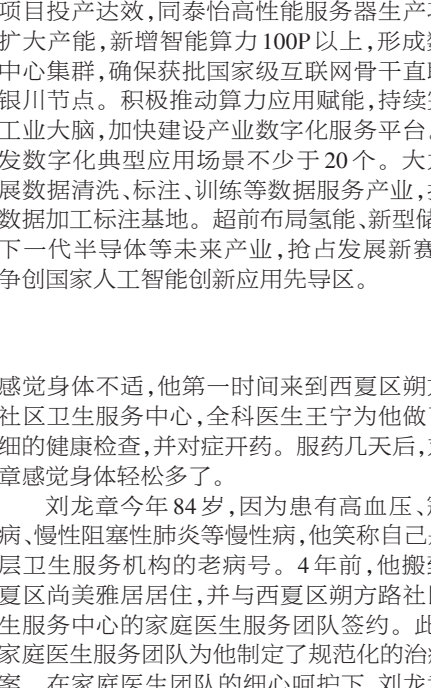 项目投产达效，同泰怡高性能服务器生产
扩大产能，新增智能算力100P以上，形成
中心集群，确保获批国家级互联网骨干直
银川节点。积极推动算力应用赋能，持续
工业大脑，加快建设产业数字化服务平台。
发数字化典型应用场景不少于20个。大
展数据清洗、标注、训练等数据服务产业，
数据加工标注基地。超前布局氢能、新型储
下一代半导体等未来产业，抢占发展新赛
争创国家人工智能创新应用先导区。
感觉身体不适，他第一时间来到西夏区朔
社区卫生服务中心，全科医生王宁为他做
细的健康检查，并对症开药。服药几天后，
章感觉身体轻松多了。
刘龙章今年84岁，因为患有高血压、
病、慢性阻塞性肺炎等慢性病，他笑称自己
层卫生服务机构的老病号。4年前，他搬
夏区尚美雅居居住，并与西夏区朔方路社
生服务中心的家庭医生服务团队签约。此
家庭医生服务团队为他制定了规范化的治
案。在家庭医生团队的细心呵护下，刘龙